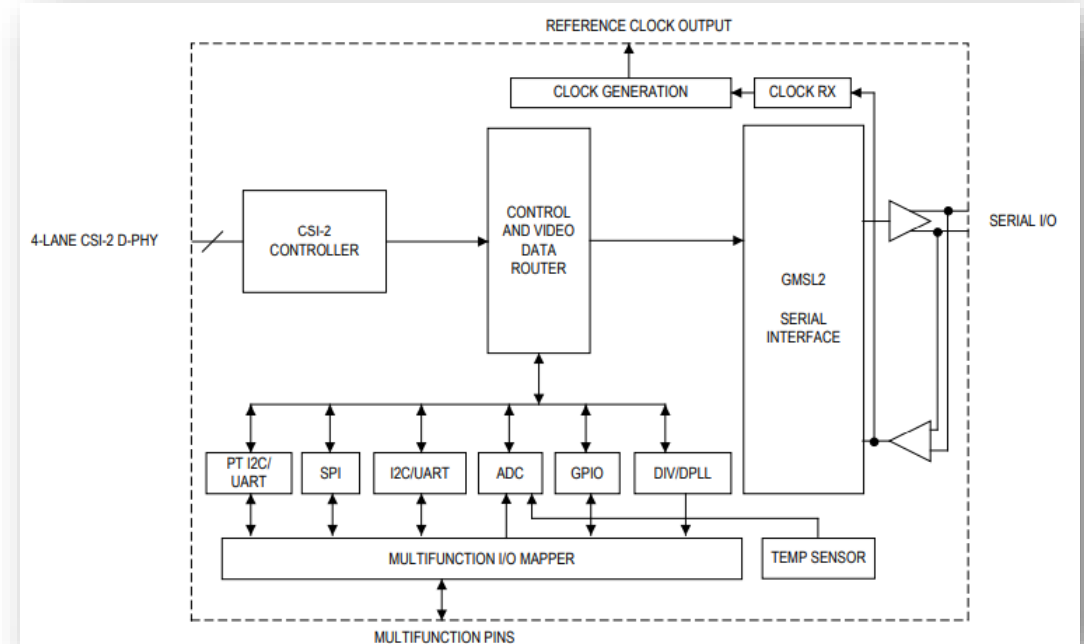 REFERENCE CLOCK OUTPUT
CLOCK GENERATION
CLOCK RX
4-LANE CSI-2 D-PHY
CSI-2
CONTROLLER
CONTROL
AND VIDEO
DATA
ROUTER
GMSL2
SERIAL
INTERFACE
SERIAL I/O
PT I2C/
UART
SPI
I2C/UART
ADC
GPIO
DIV/DPLL
MULTIFUNCTION I/O MAPPER
TEMP SENSOR
MULTIFUNCTION PINS